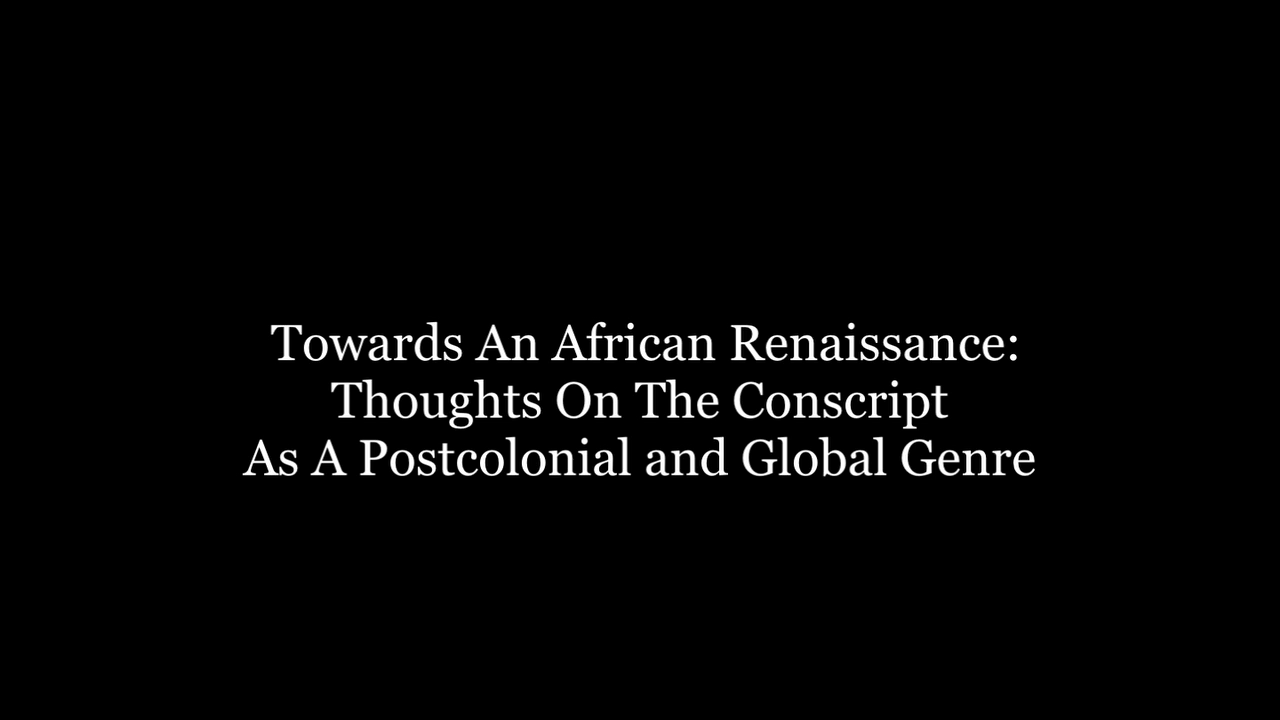 Towards An African Renaissance:
Thoughts On The Conscript
As A Postcolonial and Global Genre